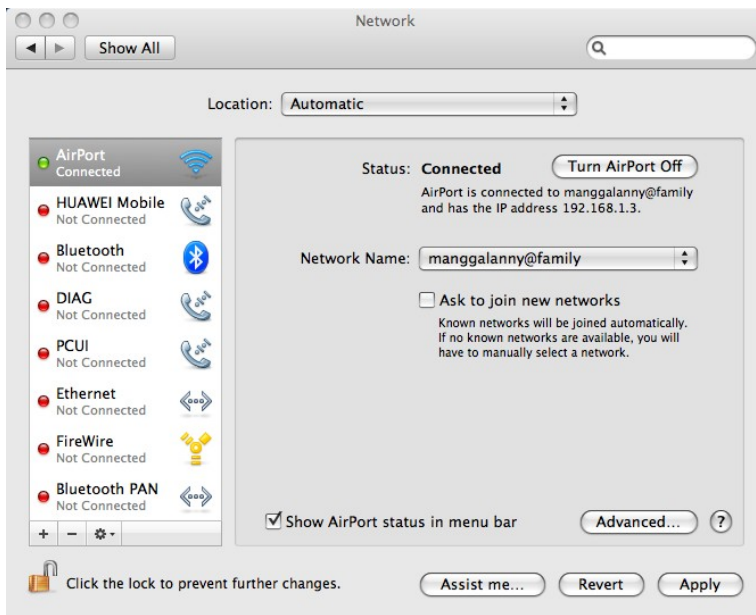 Network
Show All
Location: Automatic
AirPort
Connected
HUAWEI Mobile
Not Connected
Bluetooth
Not Connected
DIAG
Not Connected
PCUI
Not Connected
Ethernet
Not Connected
FireWire
Not Connected
Bluetooth PAN
Not Connected
Status: Connected
Turn AirPort Off
AirPort is connected to manggalanny@family
and has the IP address 192.168.1.3.
Network Name: manggalanny@family
Ask to join new networks
Known networks will be joined automatically.
If no known networks are available, you will
have to manually select a network.
Show AirPort status in menu bar
Advanced... ?
Click the lock to prevent further changes.
Assist me... Revert Apply